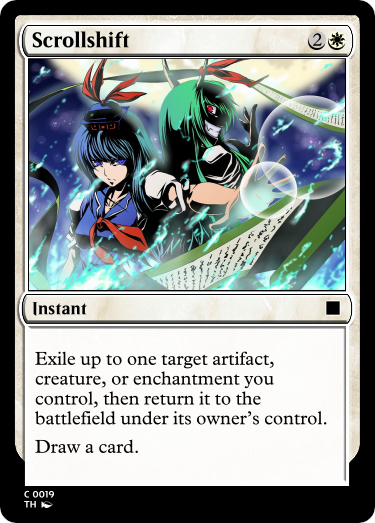 Scrollshift 2
Instant
Exile up to one target artifact,
creature, or enchantment you
control, then return it to the
battlefield under its owner's control.
Draw a card.
C 0019
TH